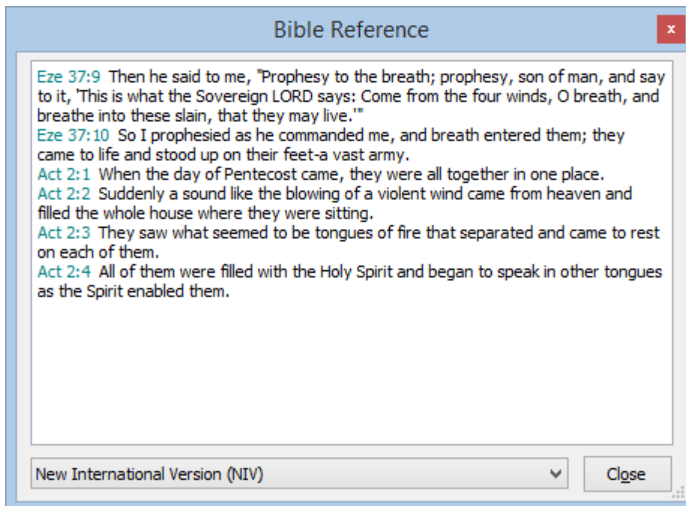 Bible Reference
x
Eze 37:9 Then he said to me, "Prophesy to the breath; prophesy, son of man, and say
to it, 'This is what the Sovereign LORD says: Come from the four winds, O breath, and
breathe into these slain, that they may live.'"
Eze 37:10 So I prophesied as he commanded me, and breath entered them; they
came to life and stood up on their feet-a vast army.
Act 2:1 When the day of Pentecost came, they were all together in one place.
Act 2:2 Suddenly a sound like the blowing of a violent wind came from heaven and
filled the whole house where they were sitting.
Act 2:3 They saw what seemed to be tongues of fire that separated and came to rest
on each of them.
Act 2:4 All of them were filled with the Holy Spirit and began to speak in other tongues
as the Spirit enabled them.
New International Version (NIV)
Close